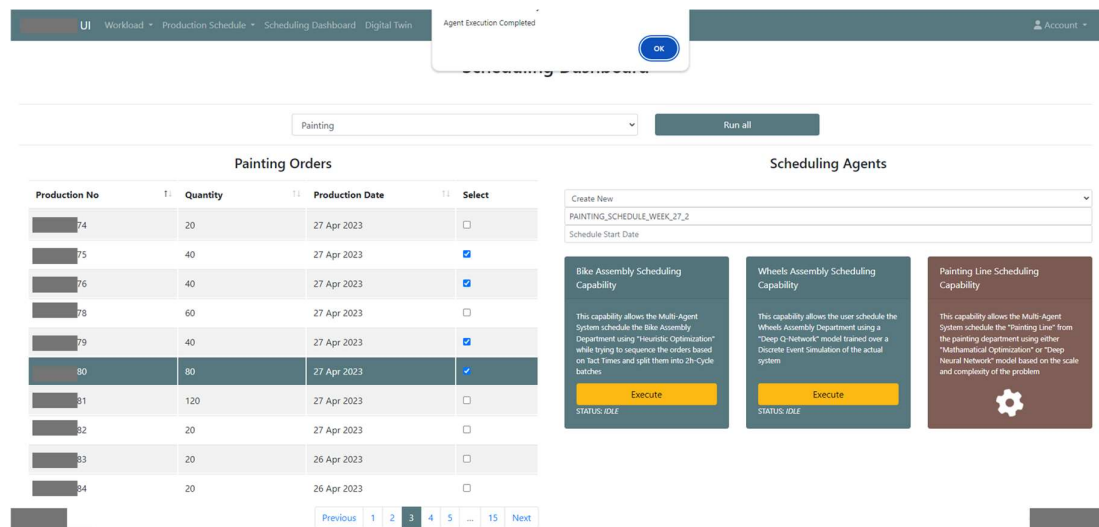 Agent Execution Completed
OK
UI Workload Production Schedule Scheduling Dashboard Digital Twin Account
Scheduling Dashboard
Painting Run all
Painting Orders
Production No Quantity Production Date Select
74 20 27 Apr 2023
75 40 27 Apr 2023
76 40 27 Apr 2023
78 60 27 Apr 2023
79 40 27 Apr 2023
80 80 27 Apr 2023
81 120 27 Apr 2023
82 20 27 Apr 2023
83 20 26 Apr 2023
84 20 26 Apr 2023
Previous 1 2 3 4 5 ... 15 Next
Scheduling Agents
Create New
PAINTING_SCHEDULE_WEEK_27_2
Schedule Start Date
Bike Assembly Scheduling
Capability
This capability allows the Multi-Agent
System schedule the Bike Assembly
Department using "Heuristic Optimization"
while trying to sequence the orders based
on Tact Times and split them into 2h-Cycle
batches
Execute
STATUS: IDLE
Wheels Assembly Scheduling
Capability
This capability allows the user schedule the
Wheels Assembly Department using a
"Deep Q-Network" model trained over a
Discrete Event Simulation of the actual
system
Execute
STATUS: IDLE
Painting Line Scheduling
Capability
This capability allows the Multi-Agent
System schedule the "Painting Line" from
the painting department using either
"Mathamatical Optimization" or "Deep
Neural Network" model based on the scale
and complexity of the problem